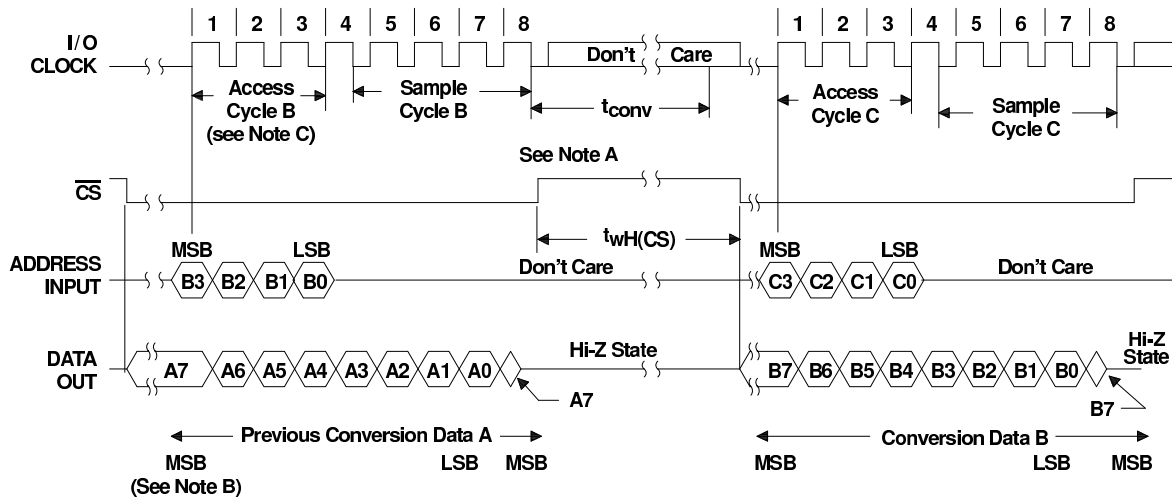 1 2 3 4 5 6 7 8 1 2 3 4 5 6 7 8
I/O
CLOCK
Don't Care
Access
Cycle B
(see Note C)
Sample
Cycle B
tconv
Access
Cycle C
Sample
Cycle C
See Note A
CS
twH(CS)
MSB LSB MSB LSB
ADDRESS
INPUT
B3 B2 B1 B0
Don't Care
C3 C2 C1 C0
Don't Care
DATA
OUT
A7 A6 A5 A4 A3 A2 A1 A0
Hi-Z State
B7 B6 B5 B4 B3 B2 B1 B0
Hi-Z
State
A7
B7
Previous Conversion Data A
Conversion Data B
MSB LSB MSB MSB LSB MSB
(See Note B)